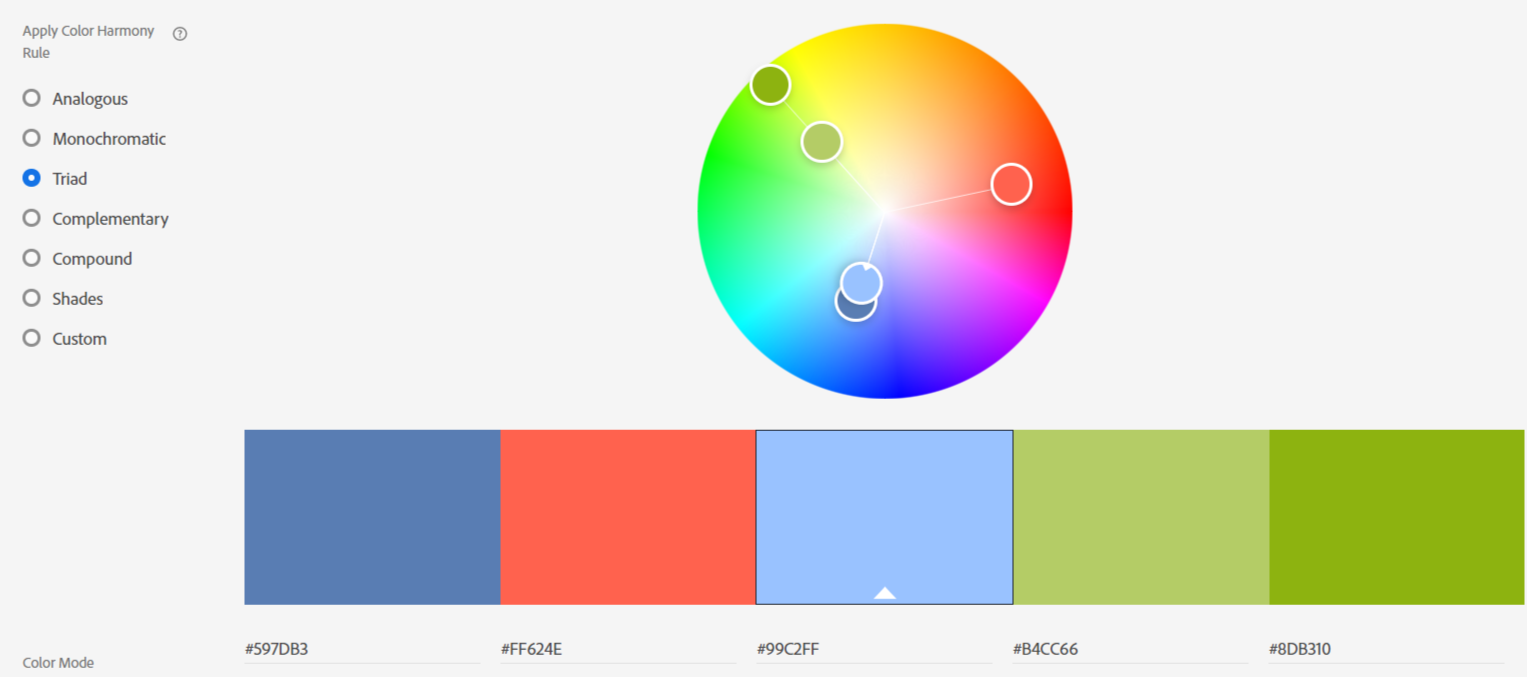 Apply Color Harmony
Rule
?
Analogous
Monochromatic
Triad
Complementary
Compound
Shades
Custom
#597DB3 #FF624E #99C2FF #B4CC66 #8DB310
Color Mode